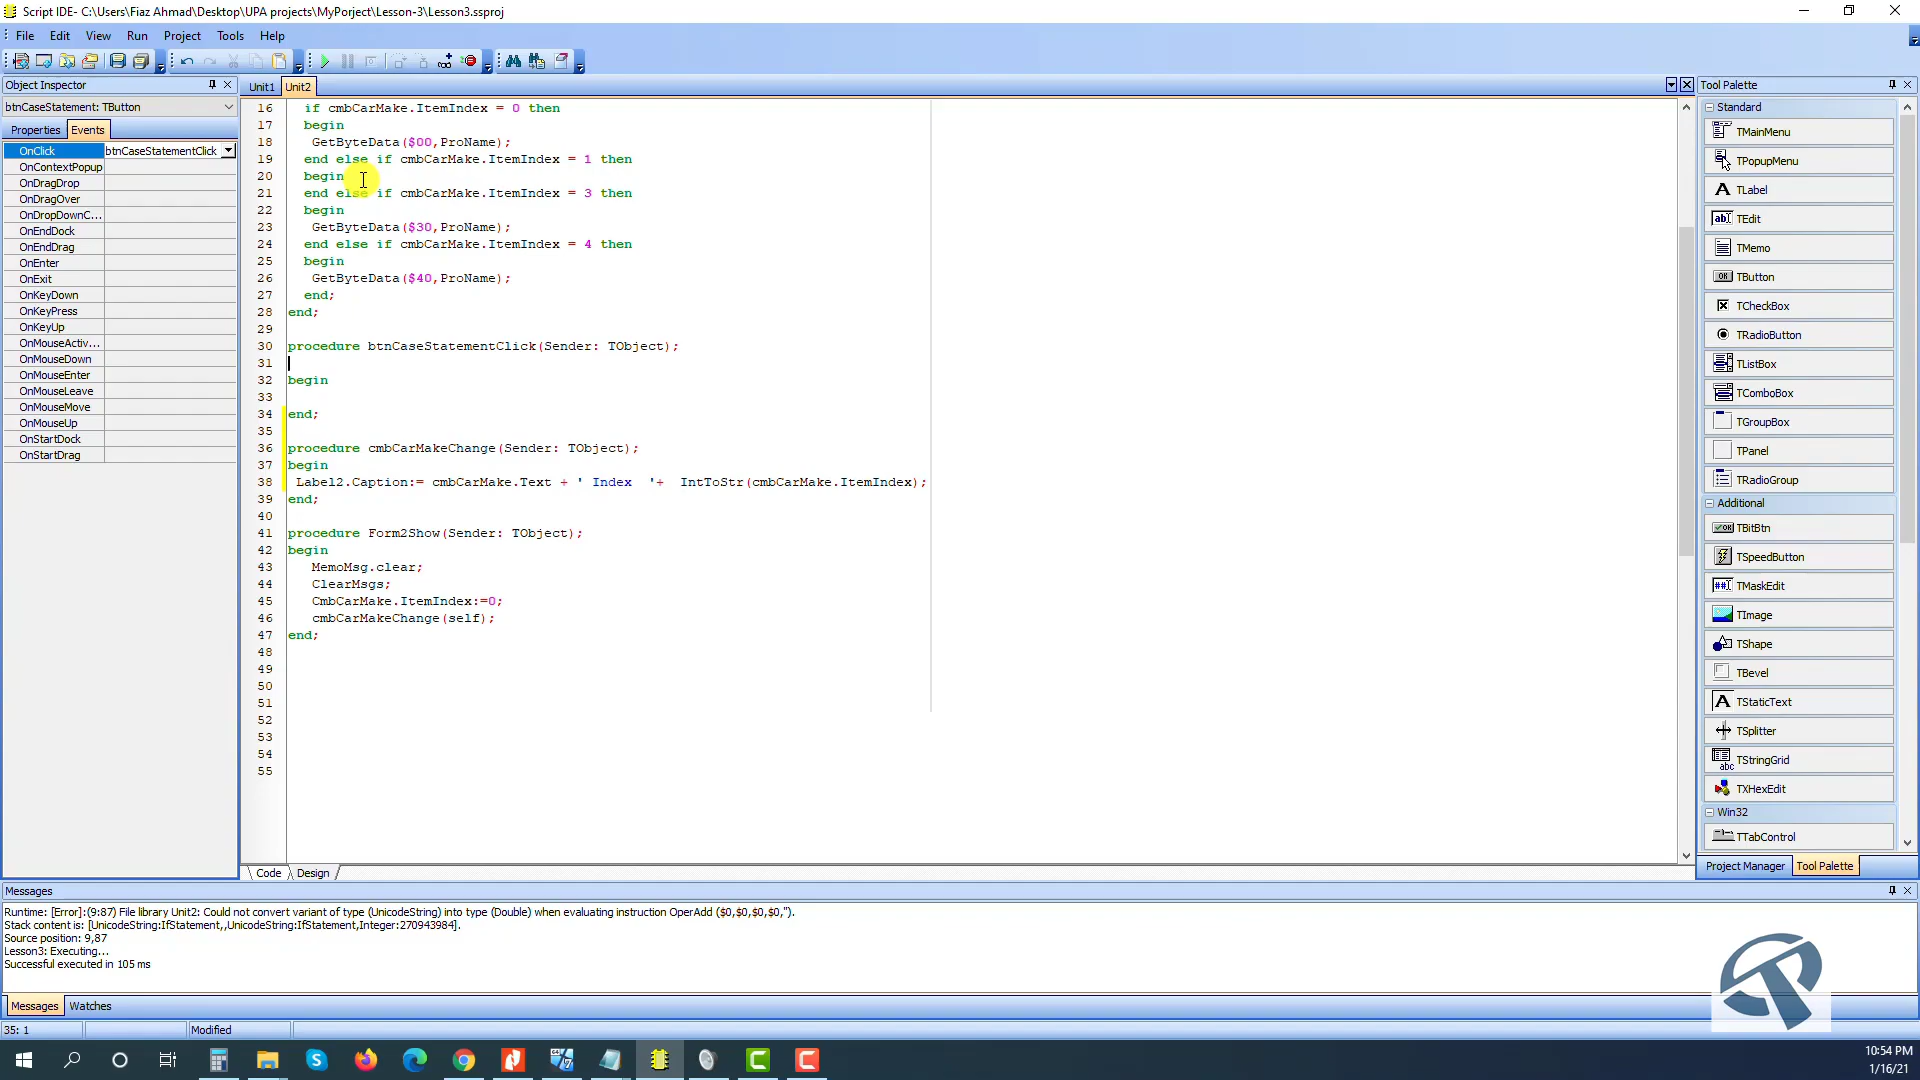 Script IDE- C:\Users\Fiaz Ahmad\Desktop\UPA projects\MyPorject\Lesson-3\Lesson3.ssproj
File Edit View Run Project Tools Help
Object Inspector
btnCaseStatement: TButton
Properties Events
OnClick btnCaseStatementClick
OnContextPopup
OnDragDrop
OnDragOver
OnDropDownC...
OnEndDock
OnEndDrag
OnEnter
OnExit
OnKeyDown
OnKeyPress
OnKeyUp
OnMouseActiv...
OnMouseDown
OnMouseEnter
OnMouseLeave
OnMouseMove
OnMouseUp
OnStartDock
OnStartDrag
Unit1 Unit2
16 if cmbCarMake.ItemIndex = 0 then
17 begin
18 GetByteData($00,ProName);
19 end else if cmbCarMake.ItemIndex = 1 then
20 begin
21 end else if cmbCarMake.ItemIndex = 3 then
22 begin
23 GetByteData($30,ProName);
24 end else if cmbCarMake.ItemIndex = 4 then
25 begin
26 GetByteData($40,ProName);
27 end;
28 end;
29
30 procedure btnCaseStatementClick(Sender: TObject);
31
32 begin
33
34 end;
35
36 procedure cmbCarMakeChange(Sender: TObject);
37 begin
38 Label2.Caption:= cmbCarMake.Text + ' Index  '+  IntToStr(cmbCarMake.ItemIndex);
39 end;
40
41 procedure Form2Show(Sender: TObject);
42 begin
43 MemoMsg.clear;
44 ClearMsgs;
45 CmbCarMake.ItemIndex:=0;
46 cmbCarMakeChange(self);
47 end;
48
49
50
51
52
53
54
55
Code Design
Tool Palette
Standard
TMainMenu
TPopupMenu
TLabel
TEdit
TMemo
TButton
TCheckBox
TRadioButton
TListBox
TComboBox
TGroupBox
TPanel
TRadioGroup
Additional
TBitBtn
TSpeedButton
TMaskEdit
TImage
TShape
TBevel
TStaticText
TSplitter
TStringGrid
TXHexEdit
Win32
TTabControl
Project Manager Tool Palette
Messages
Runtime: [Error]:(9:87) File library Unit2: Could not convert variant of type (UnicodeString) into type (Double) when evaluating instruction OperAdd ($0,$0,$0,$0,'').
Stack content is: [UnicodeString:IfStatement,,UnicodeString:IfStatement,Integer:270943984].
Source position: 9,87
Lesson3: Executing...
Successful executed in 105 ms
Messages Watches
35: 1 Modified
10:54 PM
1/16/21